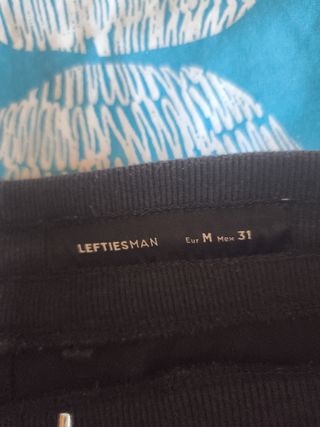 LEFTIESMAN Eur M Mex 31